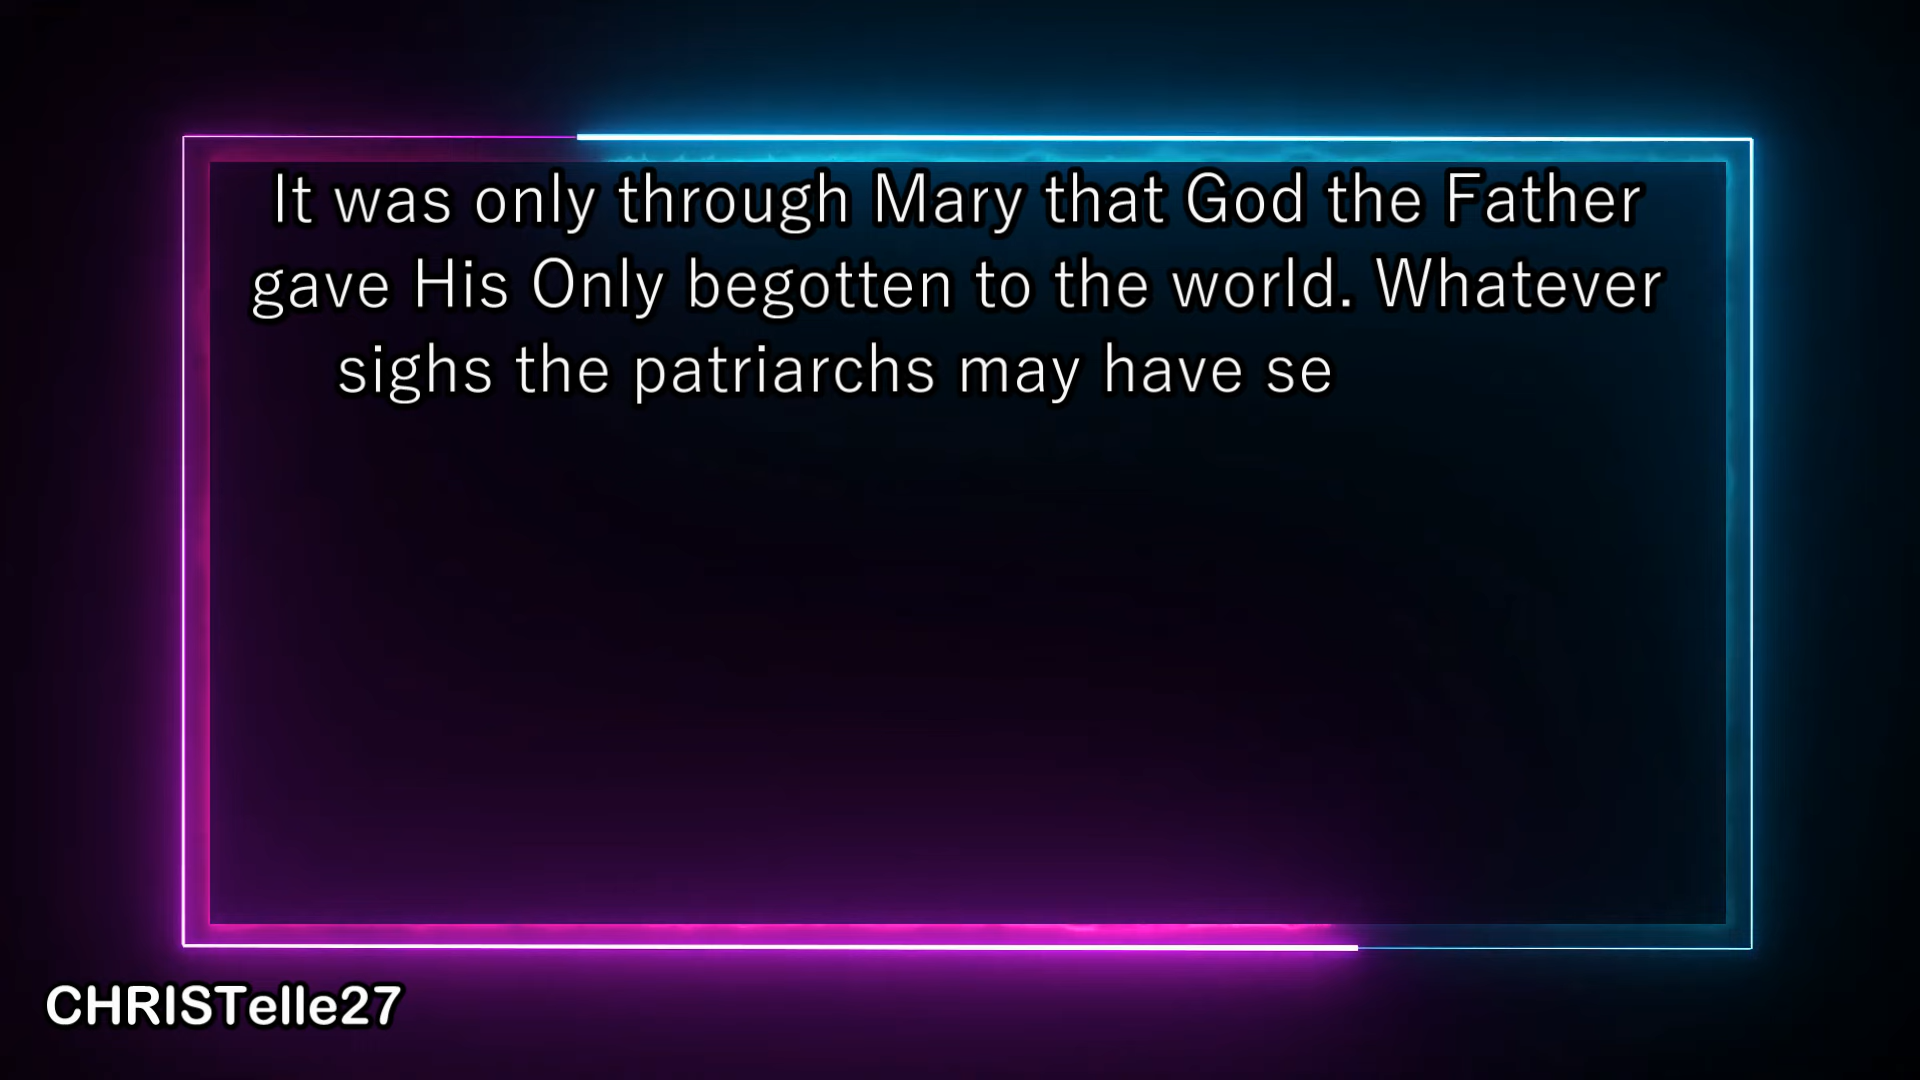 It was only through Mary that God the Father
gave His Only begotten to the world. Whatever
sighs the patriarchs may have se
CHRISTelle27